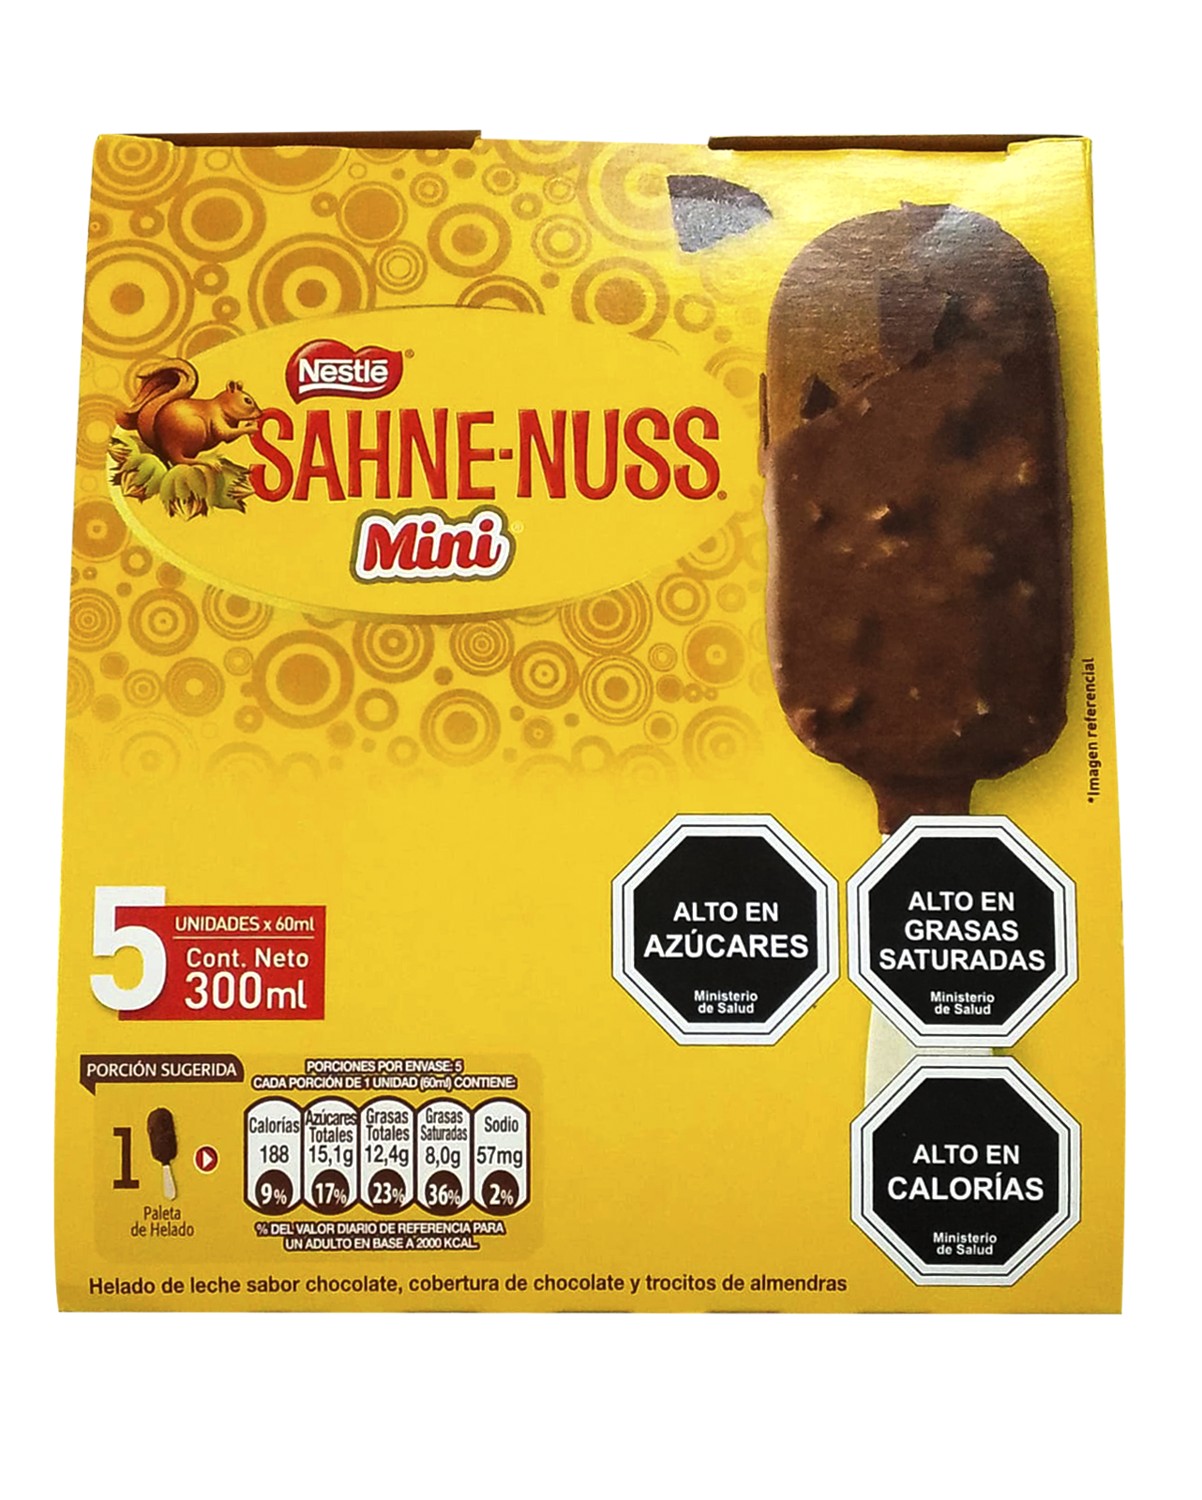 Nestlé
SAHNE-NUSS
Mini
*Imagen referencial
5
UNIDADES x 60ml
Cont. Neto
300ml
ALTO EN
AZÚCARES
Ministerio
de Salud
ALTO EN
GRASAS
SATURADAS
Ministerio
de Salud
ALTO EN
CALORÍAS
Ministerio
de Salud
PORCIÓN SUGERIDA
1
Paleta
de Helado
PORCIONES POR ENVASE: 5
CADA PORCIÓN DE 1 UNIDAD (60ml) CONTIENE:
Calorías
188
9%
Azúcares
Totales
15,1g
17%
Grasas
Totales
12,4g
23%
Grasas
Saturadas
8,0g
36%
Sodio
57mg
2%
% DEL VALOR DIARIO DE REFERENCIA PARA
UN ADULTO EN BASE A 2000 KCAL.
Helado de leche sabor chocolate, cobertura de chocolate y trocitos de almendras